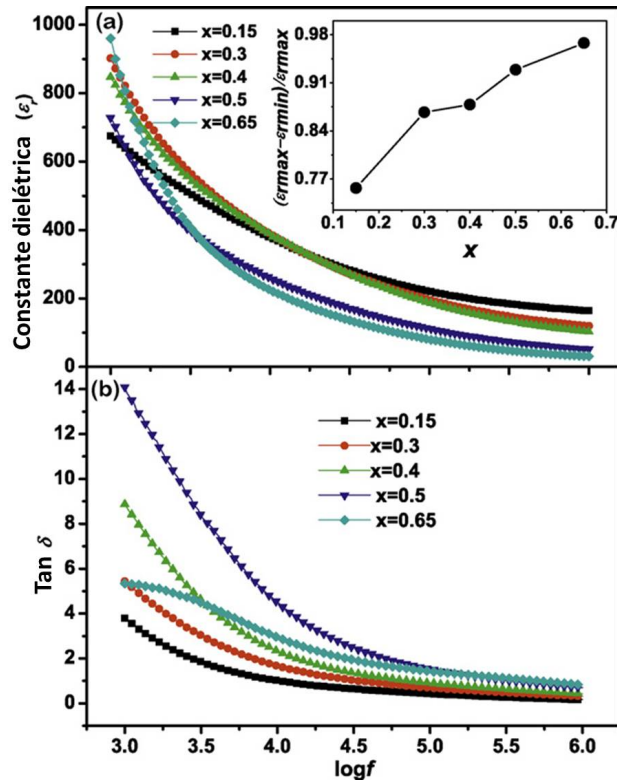 (a)
x=0.15
x=0.3
x=0.4
x=0.5
x=0.65
Constante dielétrica (εr)
1000
800
600
400
200
0
(εrmax-εrmin)/εrmax
0.98
0.91
0.84
0.77
0.1 0.2 0.3 0.4 0.5 0.6 0.7
x
(b)
x=0.15
x=0.3
x=0.4
x=0.5
x=0.65
Tan δ
14
12
10
8
6
4
2
0
3.0 3.5 4.0 4.5 5.0 5.5 6.0
logf